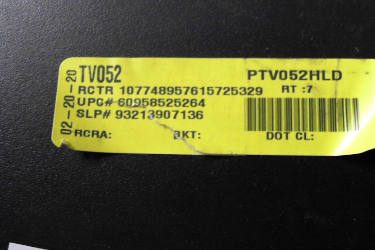 02-20-20
TV052 PTV052HLD
RCTR 107748957615725329 RT :7
UPC# 60958525264
SLP# 93213907136
RCRA: BKT: DOT CL: